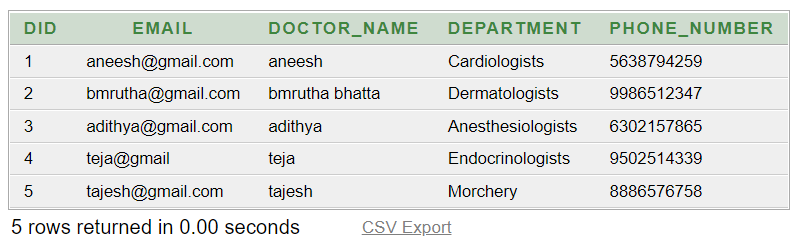 DID EMAIL DOCTOR_NAME DEPARTMENT PHONE_NUMBER
1 aneesh@gmail.com aneesh Cardiologists 5638794259
2 bmrutha@gmail.com bmrutha bhatta Dermatologists 9986512347
3 adithya@gmail.com adithya Anesthesiologists 6302157865
4 teja@gmail teja Endocrinologists 9502514339
5 tajesh@gmail.com tajesh Morchery 8886576758
5 rows returned in 0.00 seconds CSV Export